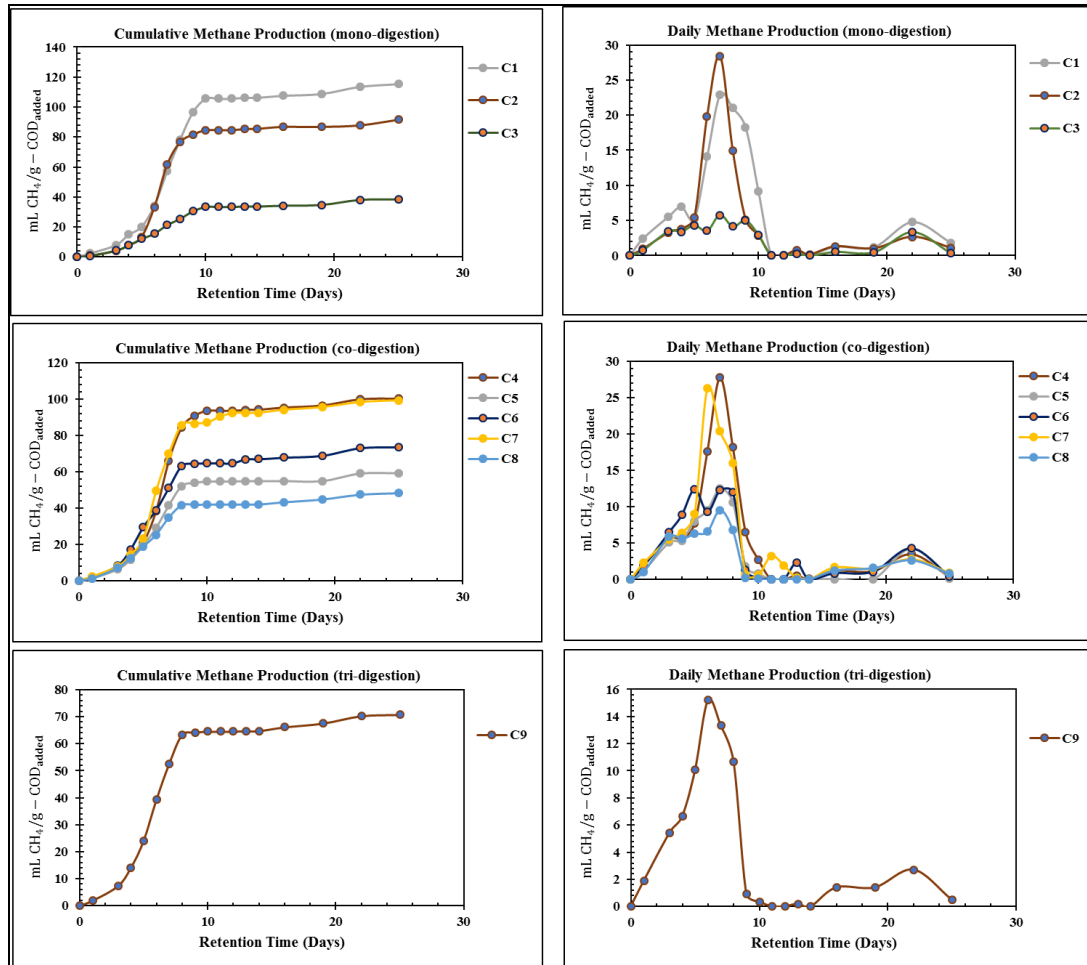 Cumulative Methane Production (mono-digestion)
mL CH₄/g − COD_added
140
120
100
80
60
40
20
0
0
10
20
30
Retention Time (Days)
C1
C2
C3
Daily Methane Production (mono-digestion)
mL CH₄/g − COD_added
30
25
20
15
10
5
0
0
10
20
30
Retention Time (Days)
C1
C2
C3
Cumulative Methane Production (co-digestion)
mL CH₄/g − COD_added
120
100
80
60
40
20
0
0
10
20
30
Retention Time (Days)
C4
C5
C6
C7
C8
Daily Methane Production (co-digestion)
mL CH₄/g − COD_added
30
25
20
15
10
5
0
0
10
20
30
Retention Time (Days)
C4
C5
C6
C7
C8
Cumulative Methane Production (tri-digestion)
mL CH₄/g − COD_added
80
70
60
50
40
30
20
10
0
0
10
20
30
Retention Time (Days)
C9
Daily Methane Production (tri-digestion)
mL CH₄/g − COD_added
16
14
12
10
8
6
4
2
0
0
10
20
30
Retention Time (Days)
C9